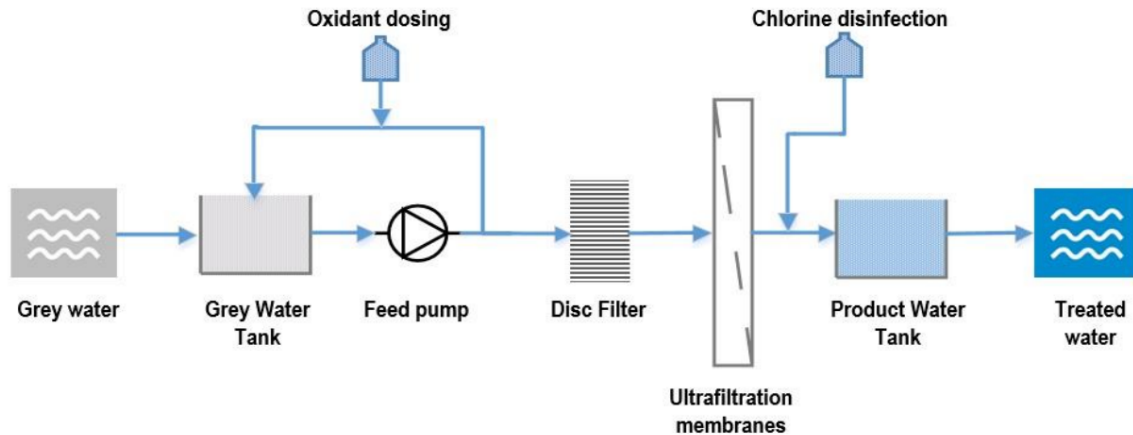 Oxidant dosing
Chlorine disinfection
Grey water
Grey Water
Tank
Feed pump
Disc Filter
Ultrafiltration
membranes
Product Water
Tank
Treated
water